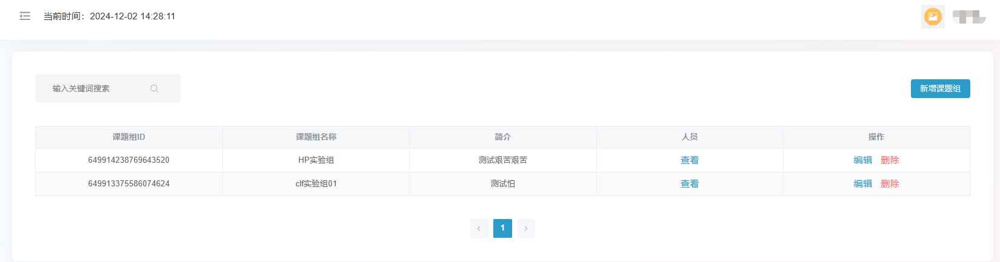 当前时间：2024-12-02 14:28:11
输入关键词搜索
新增课题组
课题组ID 课题组名称 简介 人员 操作
649914238769643520 HP实验组 测试艰苦艰苦 查看 编辑 删除
649913375586074624 clf实验组01 测试怕 查看 编辑 删除
1